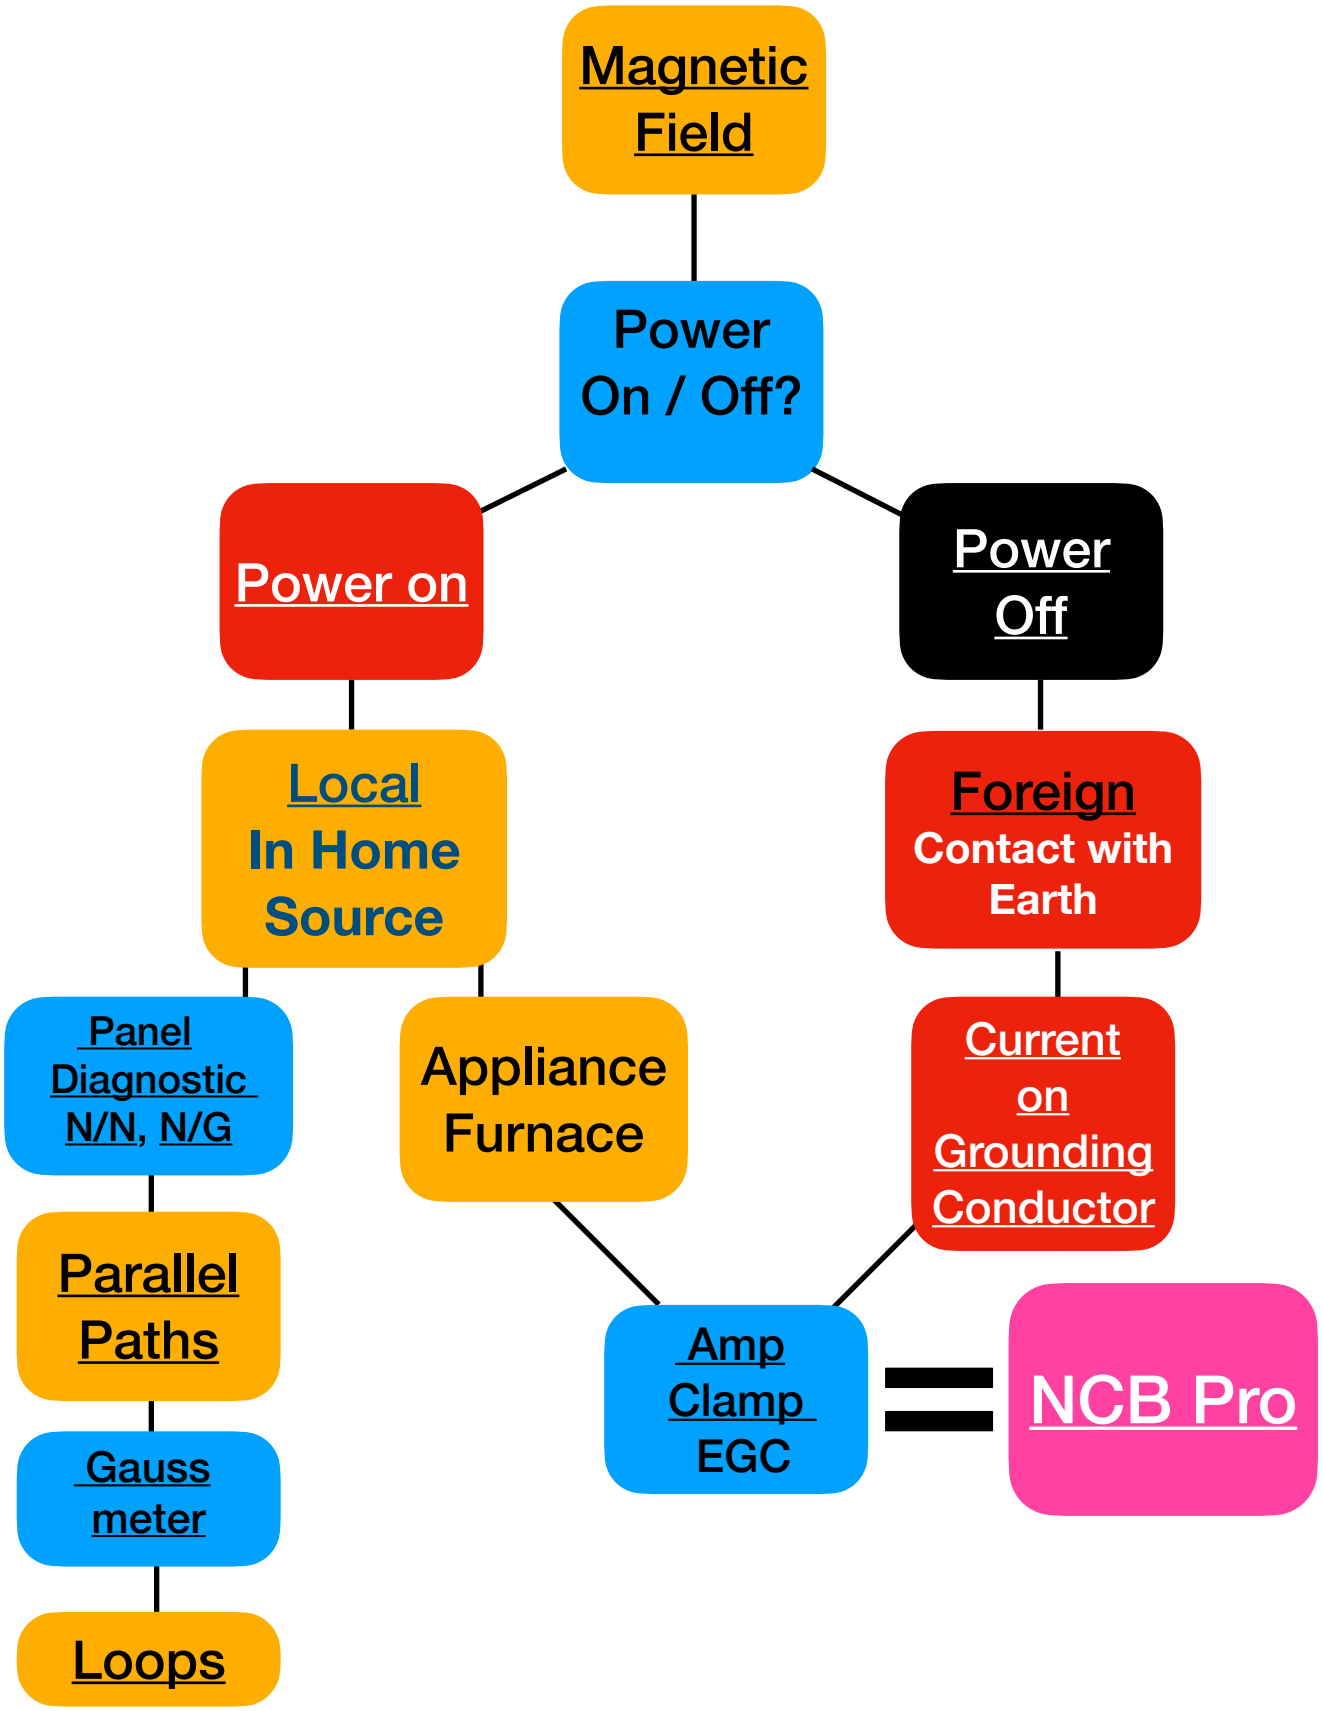 Magnetic
Field
Power
On / Off?
Power on
Power
Off
Local
In Home
Source
Foreign
Contact with
Earth
Panel
Diagnostic
N/N, N/G
Appliance
Furnace
Current
on
Grounding
Conductor
Parallel
Paths
Amp
Clamp
EGC
NCB Pro
Gauss
meter
Loops